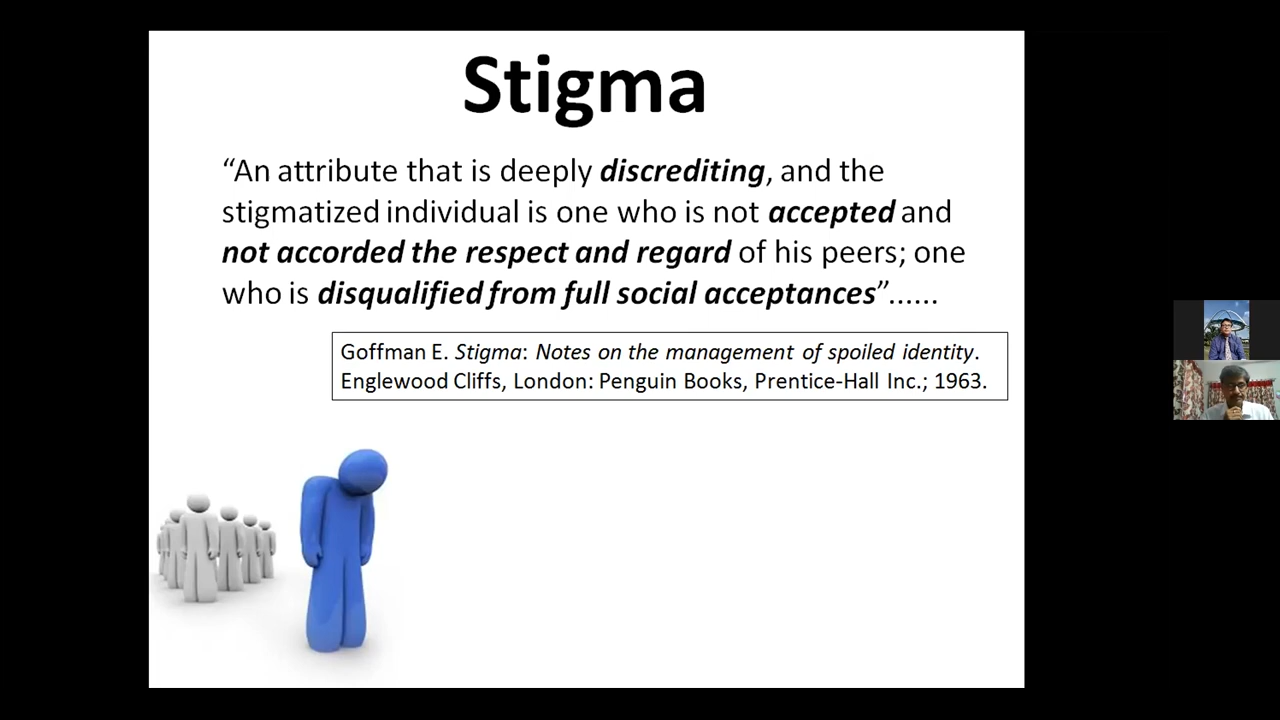 Stigma
“An attribute that is deeply discrediting, and the
stigmatized individual is one who is not accepted and
not accorded the respect and regard of his peers; one
who is disqualified from full social acceptances”......
Goffman E. Stigma: Notes on the management of spoiled identity.
Englewood Cliffs, London: Penguin Books, Prentice-Hall Inc.; 1963.